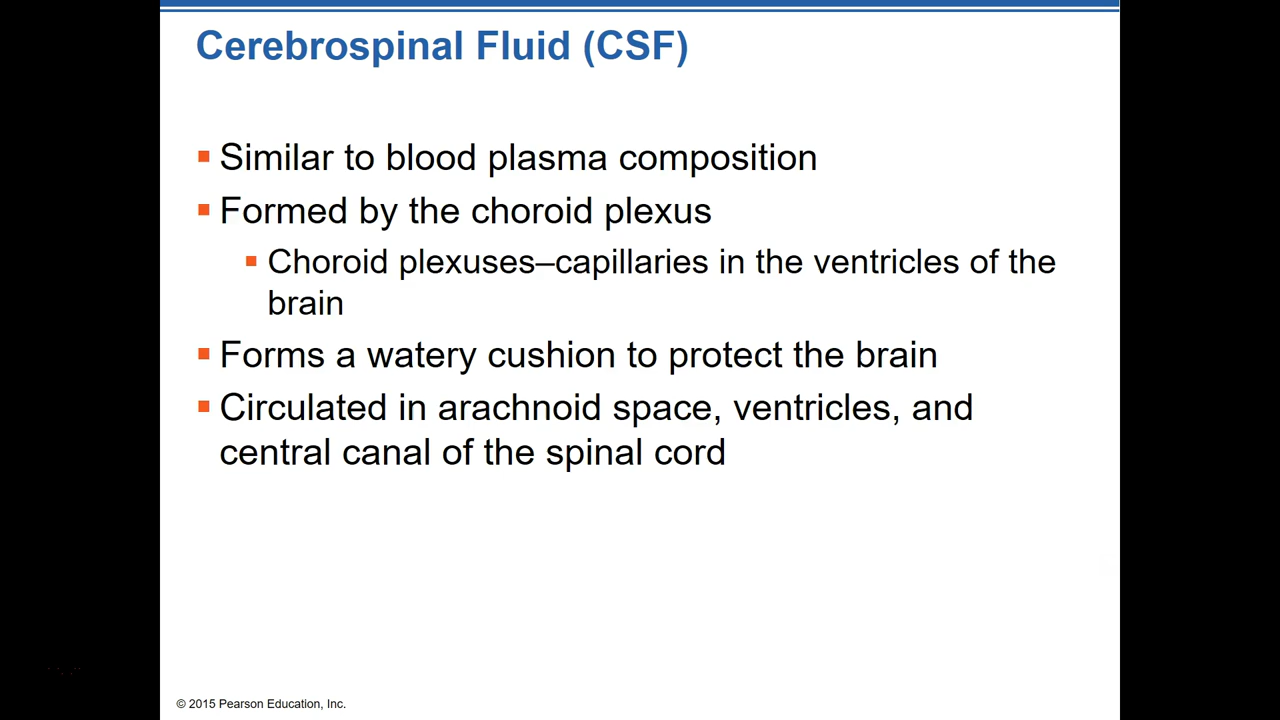 Cerebrospinal Fluid (CSF)
▪ Similar to blood plasma composition
▪ Formed by the choroid plexus
▪ Choroid plexuses–capillaries in the ventricles of the
brain
▪ Forms a watery cushion to protect the brain
▪ Circulated in arachnoid space, ventricles, and
central canal of the spinal cord
© 2015 Pearson Education, Inc.